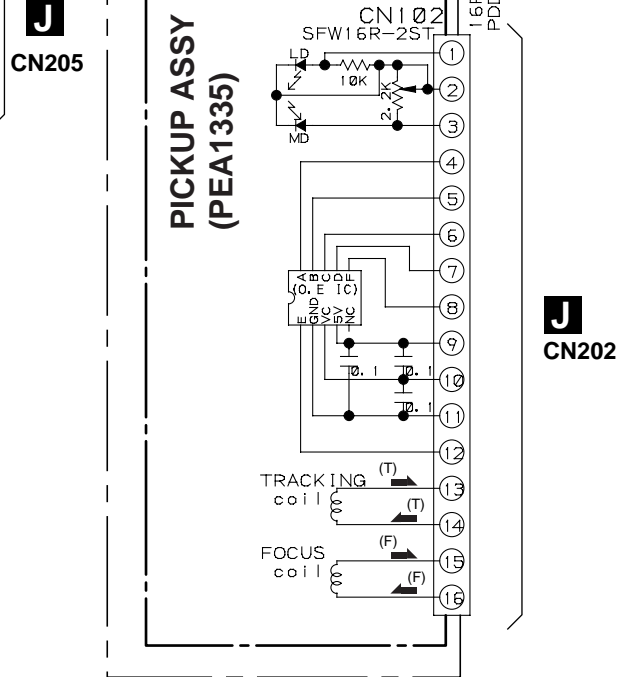 J
CN205
PICKUP ASSY
(PEA1335)
CN102
SFW16R-2ST
LD
10K
2.2K
MD
1
2
3
4
5
6
7
8
9
10
11
12
13
14
15
16
A B C D F
(O.E IC)
E GND VC 5V NC
0.1
0.1
0.1
TRACKING
coil
(T)
(T)
FOCUS
coil
(F)
(F)
J
CN202